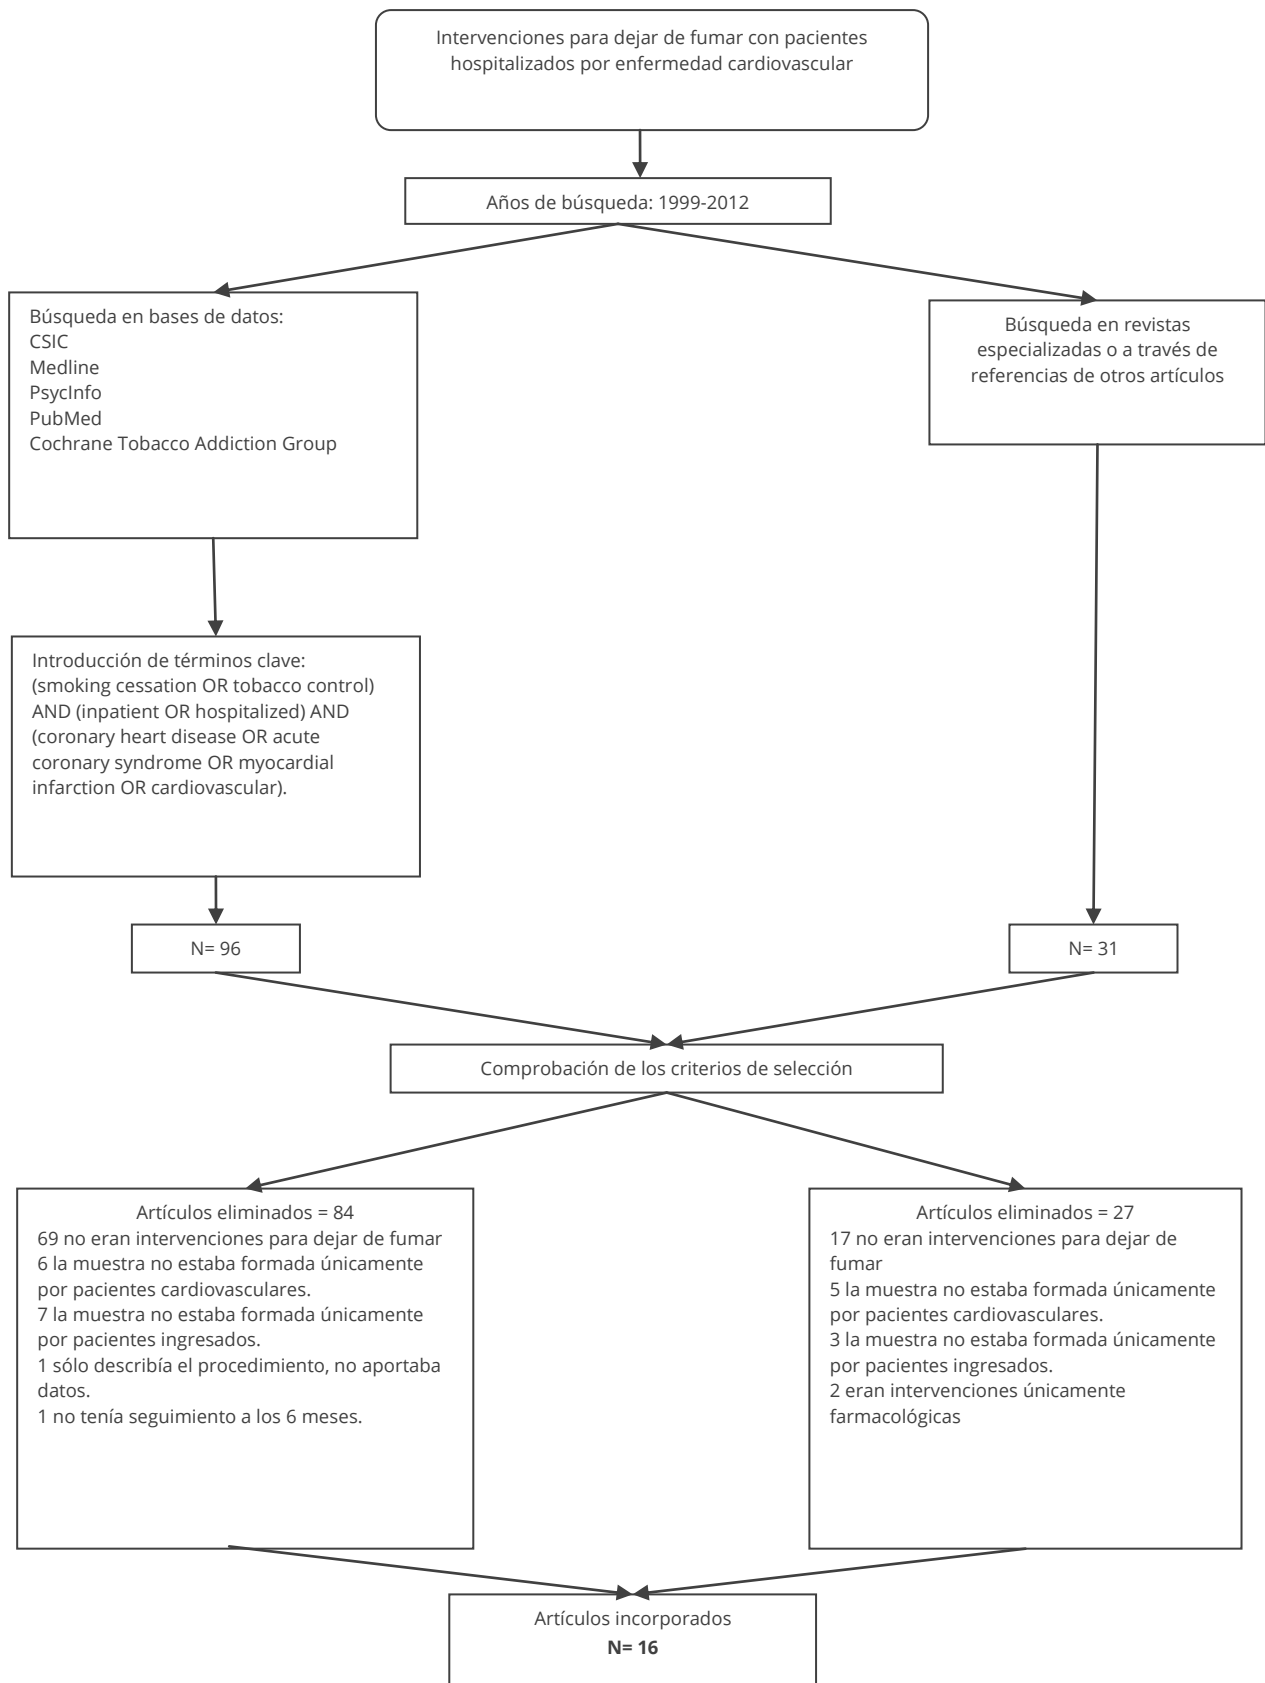 Intervenciones para dejar de fumar con pacientes
hospitalizados por enfermedad cardiovascular
Años de búsqueda: 1999-2012
Búsqueda en bases de datos:
CSIC
Medline
PsycInfo
PubMed
Cochrane Tobacco Addiction Group
Búsqueda en revistas
especializadas o a través de
referencias de otros artículos
Introducción de términos clave:
(smoking cessation OR tobacco control)
AND (inpatient OR hospitalized) AND
(coronary heart disease OR acute
coronary syndrome OR myocardial
infarction OR cardiovascular).
N= 96
N= 31
Comprobación de los criterios de selección
Artículos eliminados = 84
69 no eran intervenciones para dejar de fumar
6 la muestra no estaba formada únicamente
por pacientes cardiovasculares.
7 la muestra no estaba formada únicamente
por pacientes ingresados.
1 sólo describía el procedimiento, no aportaba
datos.
1 no tenía seguimiento a los 6 meses.
Artículos eliminados = 27
17 no eran intervenciones para dejar de
fumar
5 la muestra no estaba formada únicamente
por pacientes cardiovasculares.
3 la muestra no estaba formada únicamente
por pacientes ingresados.
2 eran intervenciones únicamente
farmacológicas
Artículos incorporados
N= 16